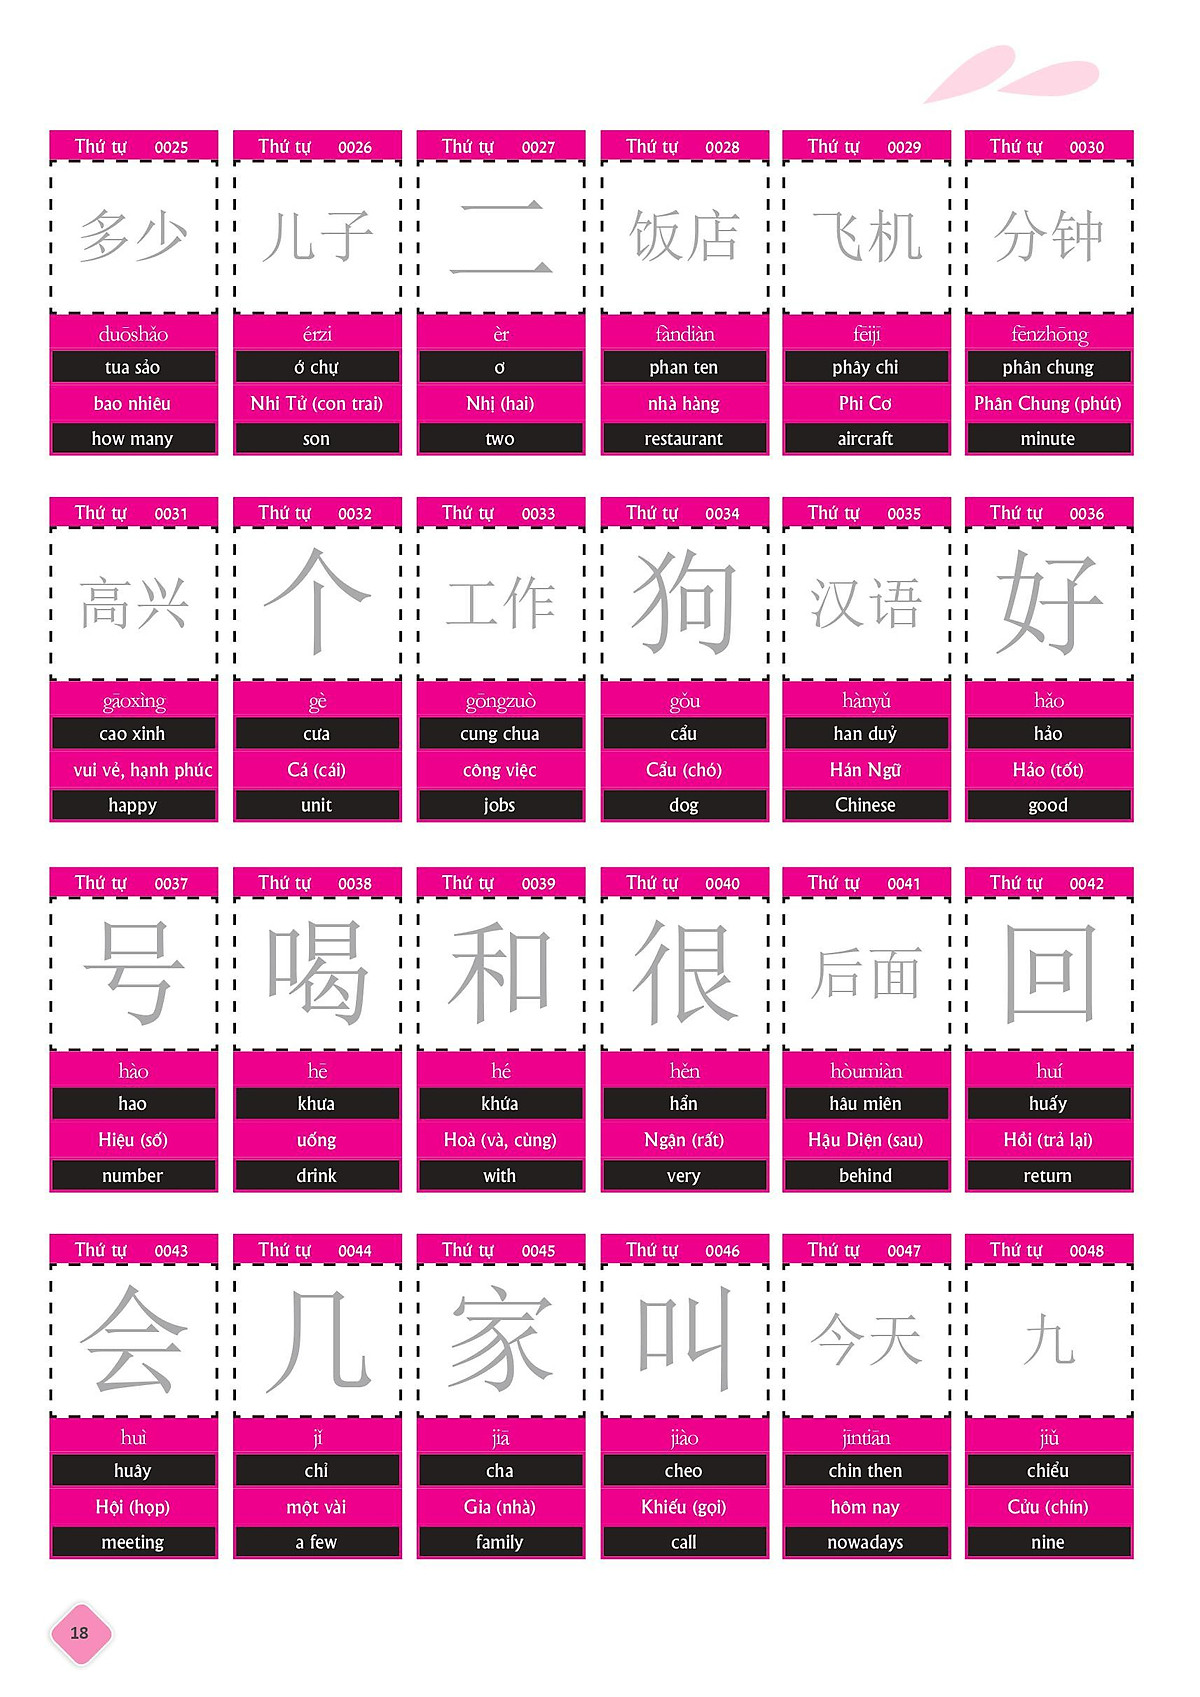 Thứ tự 0025 Thứ tự 0026 Thứ tự 0027 Thứ tự 0028 Thứ tự 0029 Thứ tự 0030
多少 儿子 二 饭店 飞机 分钟
duōshǎo érzi èr fàndiàn fēijī fēnzhōng
tua sảo ớ chự ơ phan ten phây chi phân chung
bao nhiêu Nhi Tử (con trai) Nhị (hai) nhà hàng Phi Cơ Phân Chung (phút)
how many son two restaurant aircraft minute
Thứ tự 0031 Thứ tự 0032 Thứ tự 0033 Thứ tự 0034 Thứ tự 0035 Thứ tự 0036
高兴 个 工作 狗 汉语 好
gāoxìng gè gōngzuò gǒu hànyǔ hǎo
cao xinh cưa cung chua cẩu han duỷ hảo
vui vẻ, hạnh phúc Cá (cái) công việc Cẩu (chó) Hán Ngữ Hảo (tốt)
happy unit jobs dog Chinese good
Thứ tự 0037 Thứ tự 0038 Thứ tự 0039 Thứ tự 0040 Thứ tự 0041 Thứ tự 0042
号 喝 和 很 后面 回
hào hē hé hěn hòumiàn huí
hao khưa khứa hẩn hâu miên huấy
Hiệu (số) uống Hoà (và, cùng) Ngận (rất) Hậu Diện (sau) Hồi (trả lại)
number drink with very behind return
Thứ tự 0043 Thứ tự 0044 Thứ tự 0045 Thứ tự 0046 Thứ tự 0047 Thứ tự 0048
会 几 家 叫 今天 九
huì jǐ jiā jiào jīntiān jiǔ
huây chỉ cha cheo chin then chiểu
Hội (họp) một vài Gia (nhà) Khiếu (gọi) hôm nay Cửu (chín)
meeting a few family call nowadays nine
18